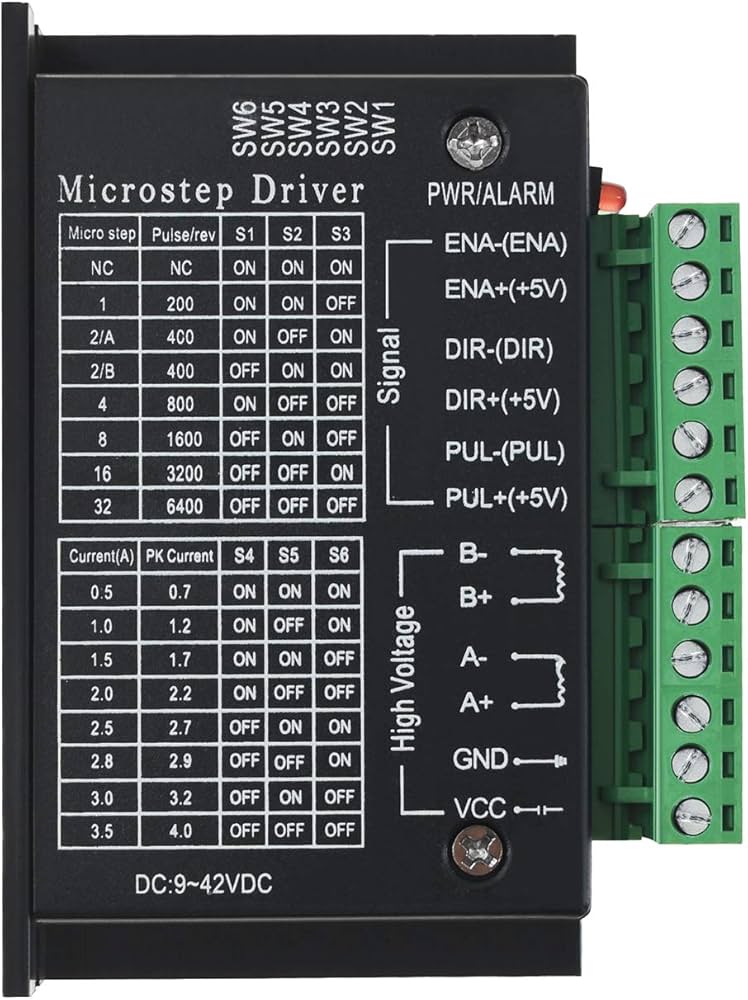 SW6
SW5
SW4
SW3
SW2
SW1
Microstep Driver
Micro step Pulse/rev S1 S2 S3
NC NC ON ON ON
1 200 ON ON OFF
2/A 400 ON OFF ON
2/B 400 OFF ON ON
4 800 ON OFF OFF
8 1600 OFF ON OFF
16 3200 OFF OFF ON
32 6400 OFF OFF OFF
Current(A) PK Current S4 S5 S6
0.5 0.7 ON ON ON
1.0 1.2 ON OFF ON
1.5 1.7 ON ON OFF
2.0 2.2 ON OFF OFF
2.5 2.7 OFF ON ON
2.8 2.9 OFF OFF ON
3.0 3.2 OFF ON OFF
3.5 4.0 OFF OFF OFF
DC:9~42VDC
PWR/ALARM
Signal
ENA-(ENA)
ENA+(+5V)
DIR-(DIR)
DIR+(+5V)
PUL-(PUL)
PUL+(+5V)
High Voltage
B-
B+
A-
A+
GND
VCC